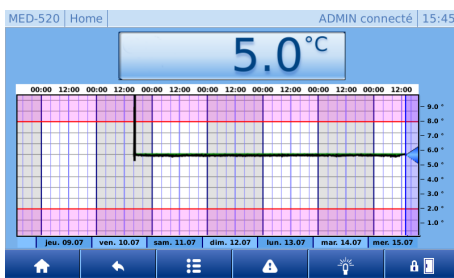 MED-520 Home ADMIN connecté 15:45
5.0°C
00:00 12:00 00:00 12:00 00:00 12:00 00:00 12:00 00:00 12:00 00:00 12:00 00:00 12:00
9.0 °
8.0 °
7.0 °
6.0 °
5.0 °
4.0 °
3.0 °
2.0 °
1.0 °
jeu. 09.07 ven. 10.07 sam. 11.07 dim. 12.07 lun. 13.07 mar. 14.07 mer. 15.07